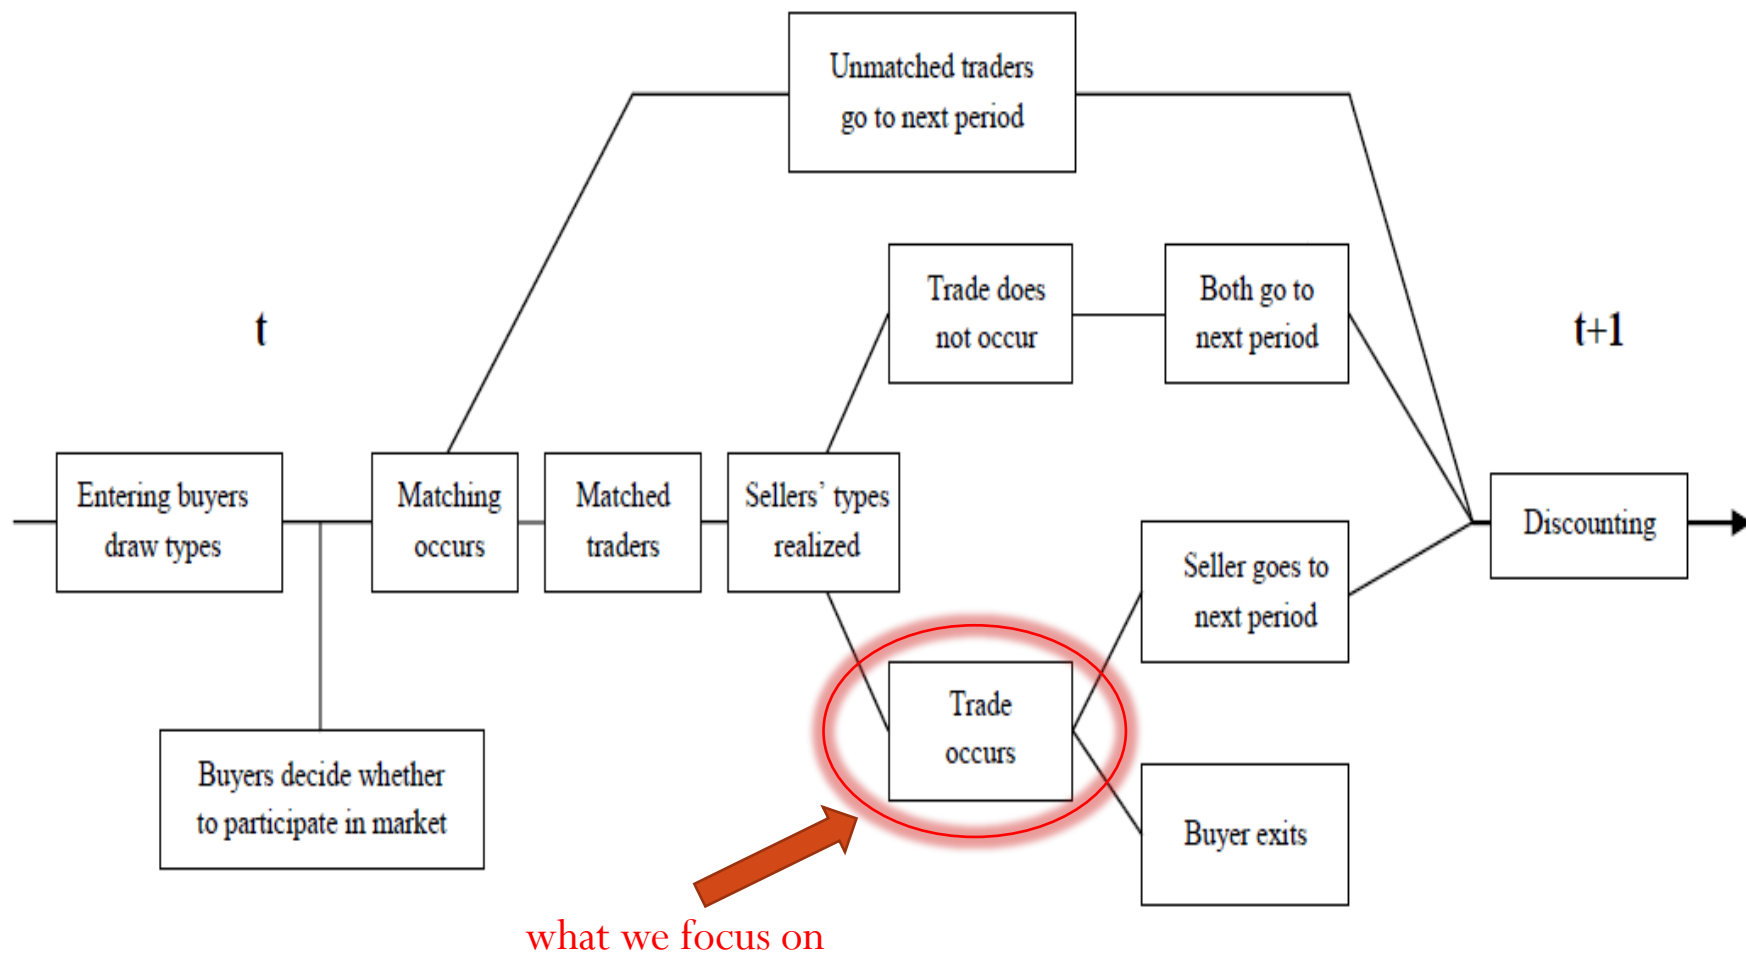 Unmatched traders
go to next period
Trade does
not occur
Both go to
next period
t
t+1
Entering buyers
draw types
Matching
occurs
Matched
traders
Sellers’ types
realized
Discounting
Seller goes to
next period
Trade
occurs
Buyers decide whether
to participate in market
Buyer exits
what we focus on